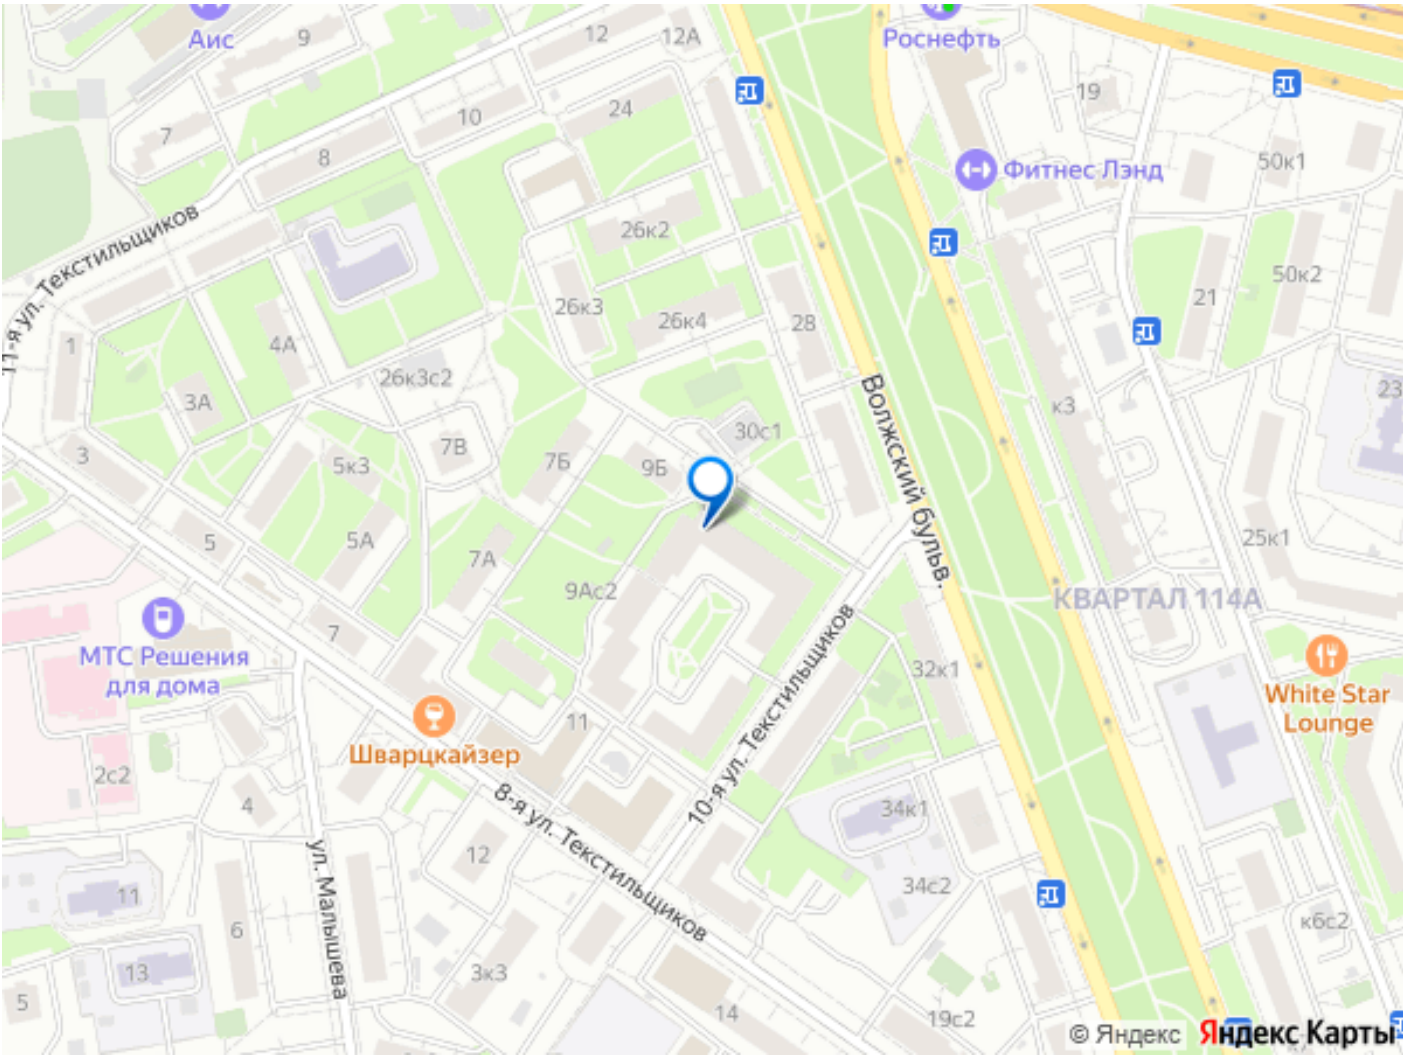 Аис
9
12
12А
Роснефть
19
24
10
7
8
Фитнес Лэнд
50к1
11-я ул. Текстильщиков
26к2
50к2
21
26к3
26к4
28
1
4А
26к3с2
3А
Волжский бульв.
23
к3
30с1
7В
3
5к3
7Б
9Б
5
5А
7А
25к1
9Ас2
КВАРТАЛ 114А
7
МТС Решения
для дома
32к1
White Star
Lounge
11
Шварцкайзер
10-я ул. Текстильщиков
2с2
4
8-я ул. Текстильщиков
34к1
ул. Малышева
12
34с2
11
6
к6с2
13
3к3
5
14
19с2
© Яндекс Яндекс Карты